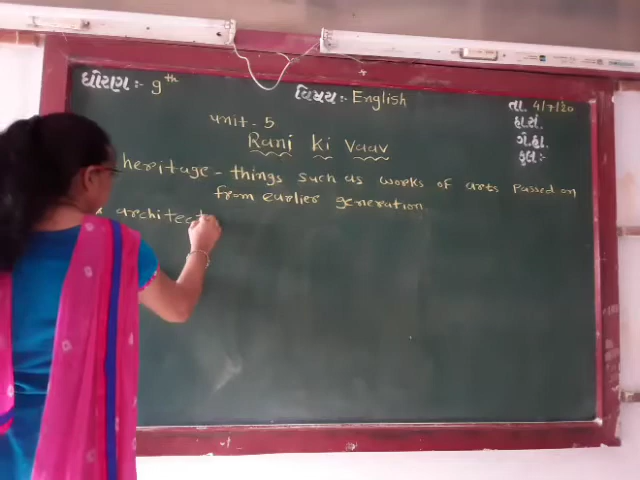 ધોરણ :- 9th
વિષય :- English
તા. 4/7/20
હા.સં.
ગે.હા.
કુલ :-
unit - 5
Rani ki Vaav
heritage - things such as works of arts passed on
from earlier generation
* architect